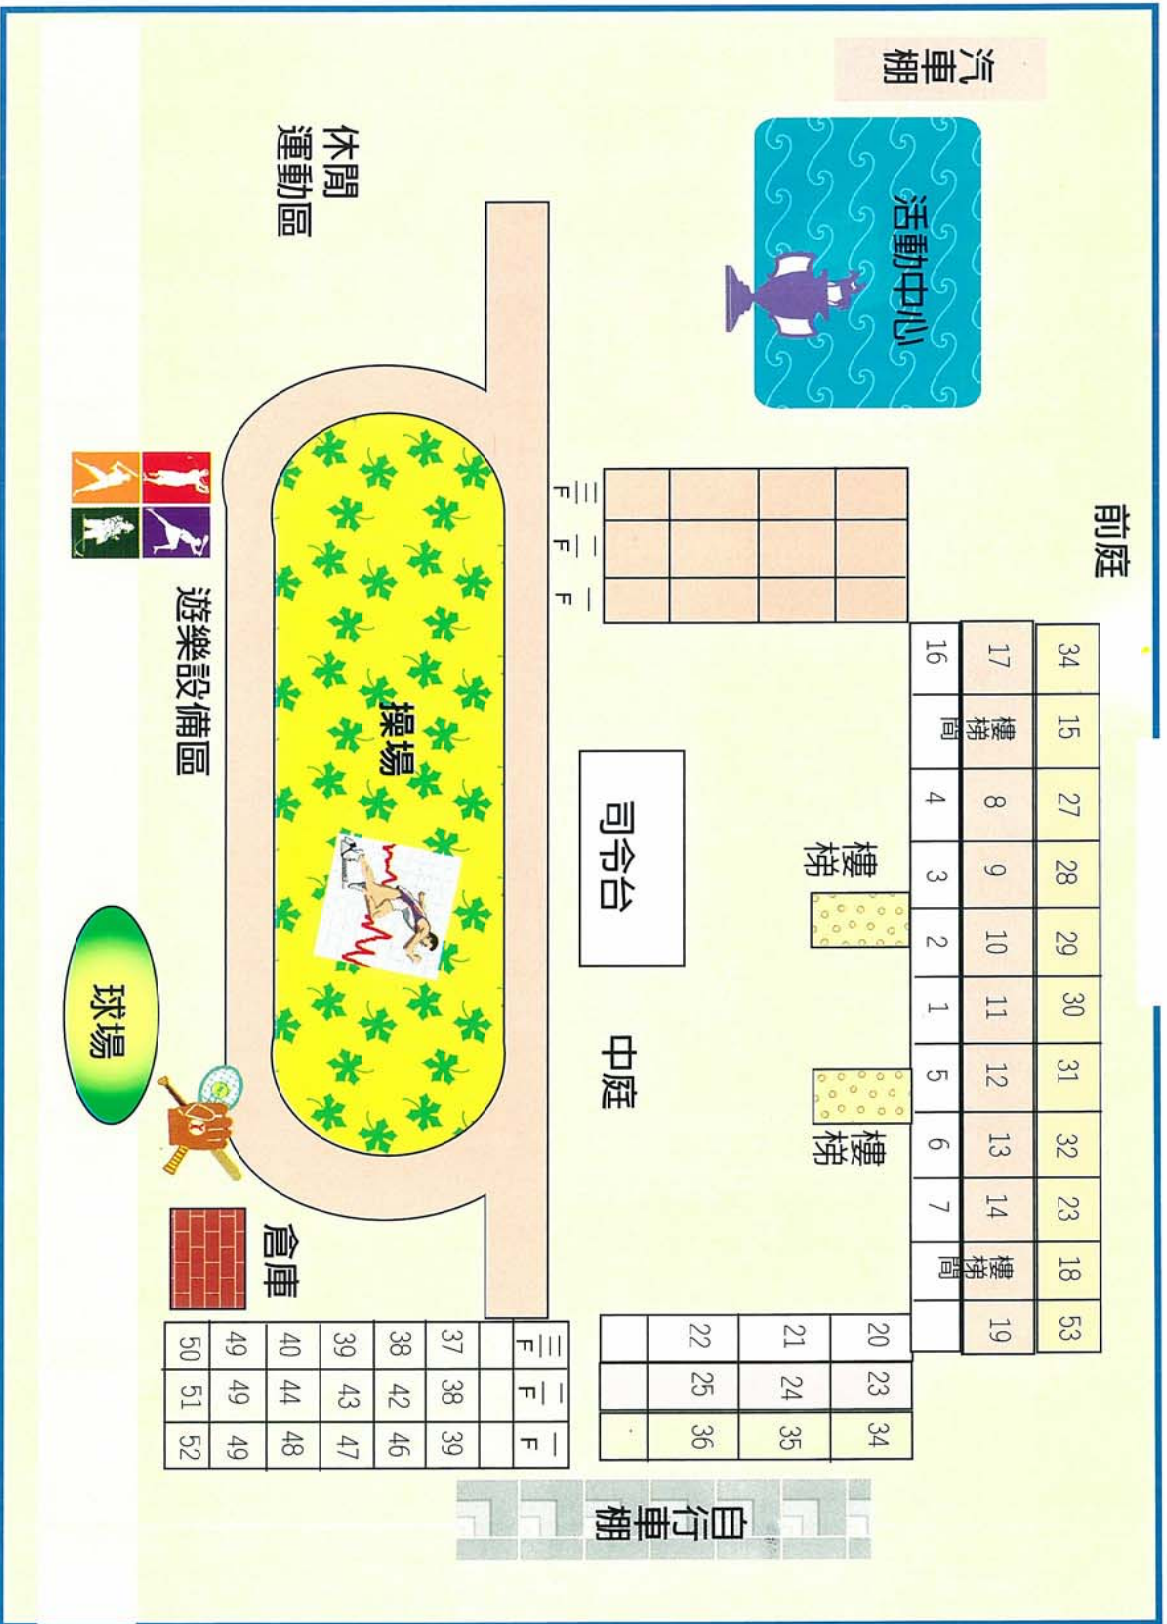 前庭
34 15 27 28 29 30 31 32 23 18 53
17 樓梯間 8 9 10 11 12 13 14 樓梯間 19
16 4 3 2 1 5 6 7
汽車棚
活動中心
樓梯
樓梯
20 23 34
21 24 35
22 25 36
自行車棚
司令台
中庭
三F 二F 一F
三F 二F 一F
37 38 39
38 42 46
39 43 47
40 44 48
49 49 49
50 51 52
操場
休閒
運動區
倉庫
遊樂設備區
球場